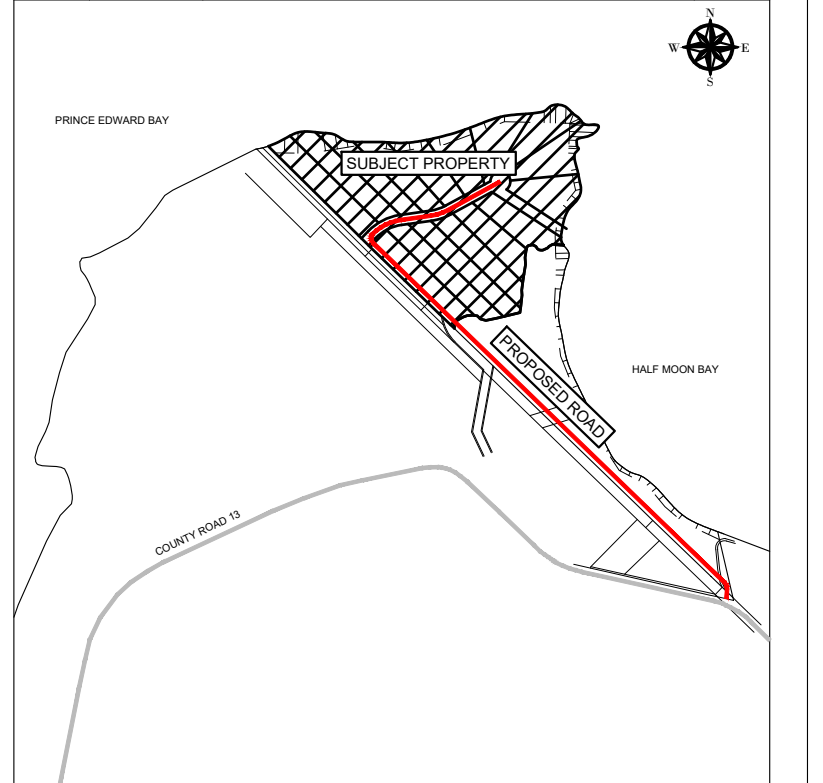 N
W E
S
PRINCE EDWARD BAY
SUBJECT PROPERTY
PROPOSED ROAD
HALF MOON BAY
COUNTY ROAD 13